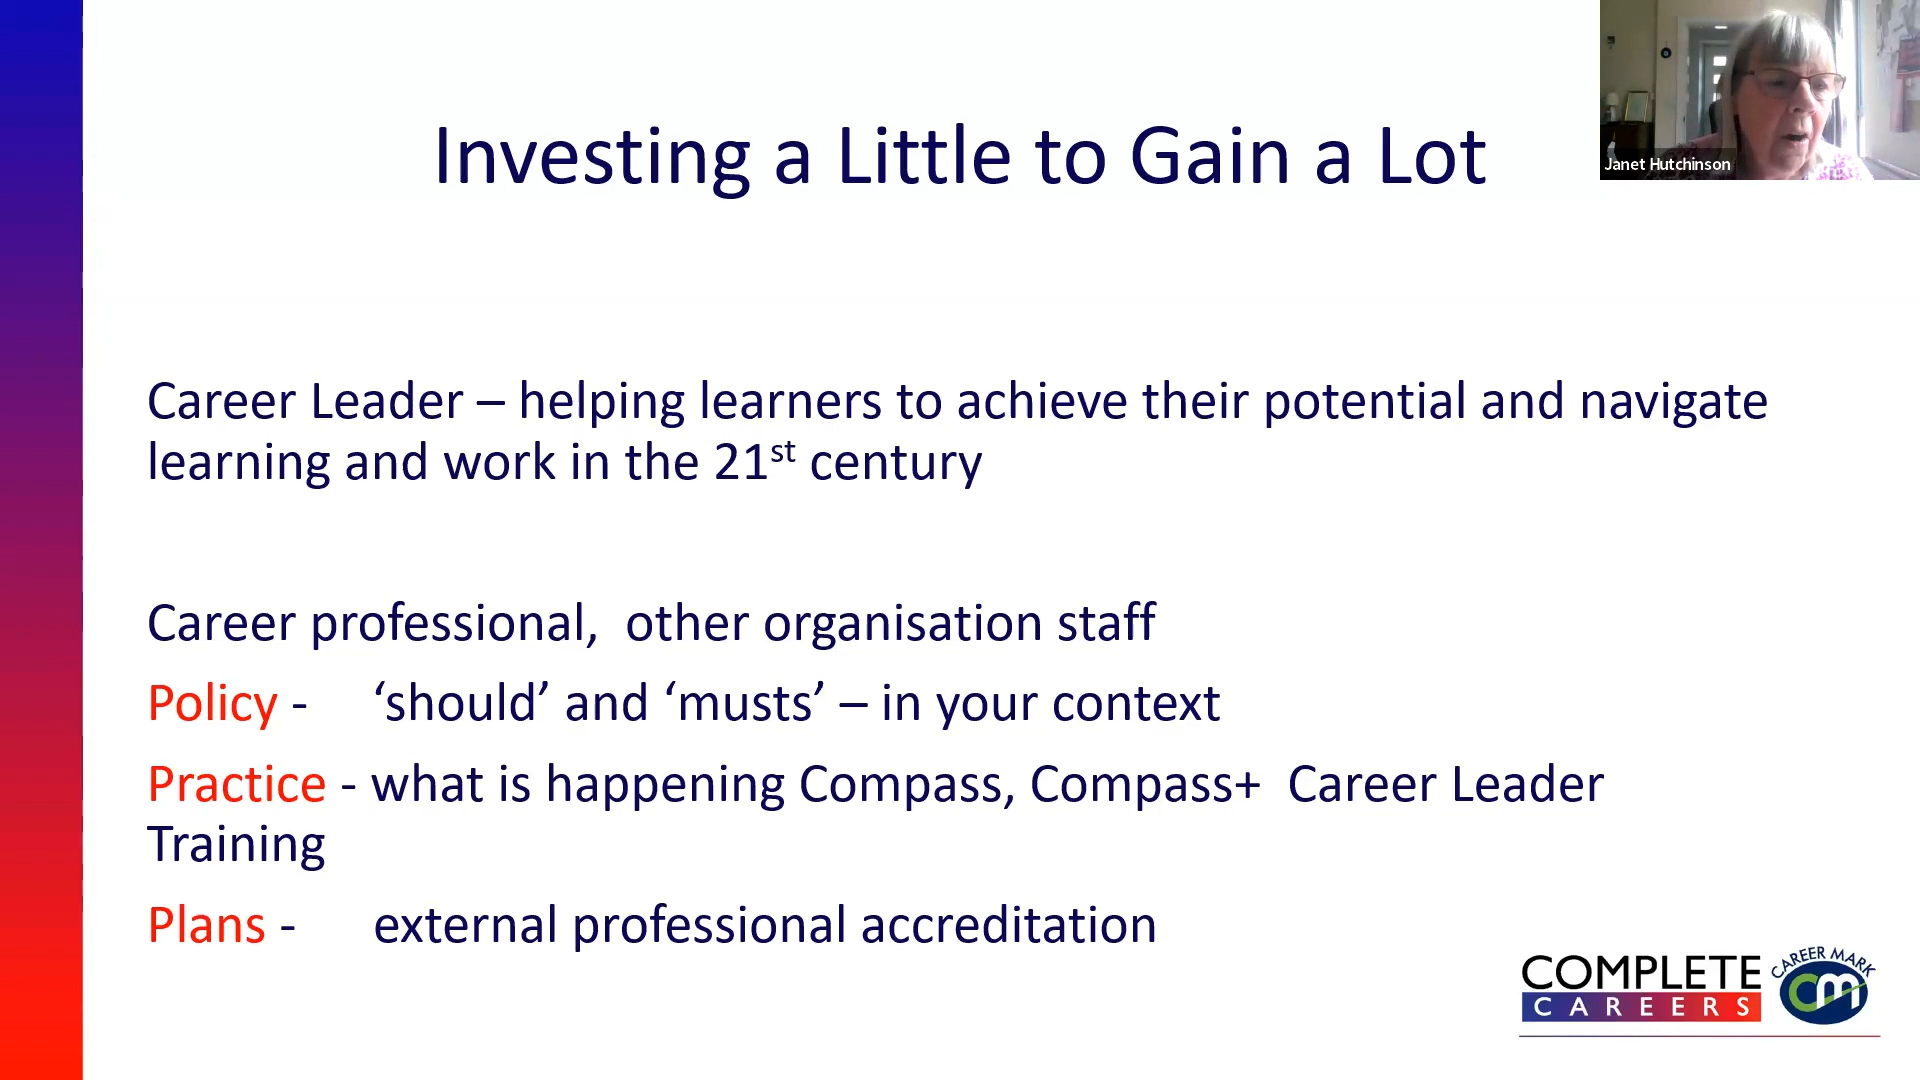 Investing a Little to Gain a Lot
Janet Hutchinson
Career Leader – helping learners to achieve their potential and navigate
learning and work in the 21st century
Career professional,  other organisation staff
Policy -     ‘should’ and ‘musts’ – in your context
Practice - what is happening Compass, Compass+  Career Leader
Training
Plans -     external professional accreditation
COMPLETE
CAREERS
CAREER MARK
cm